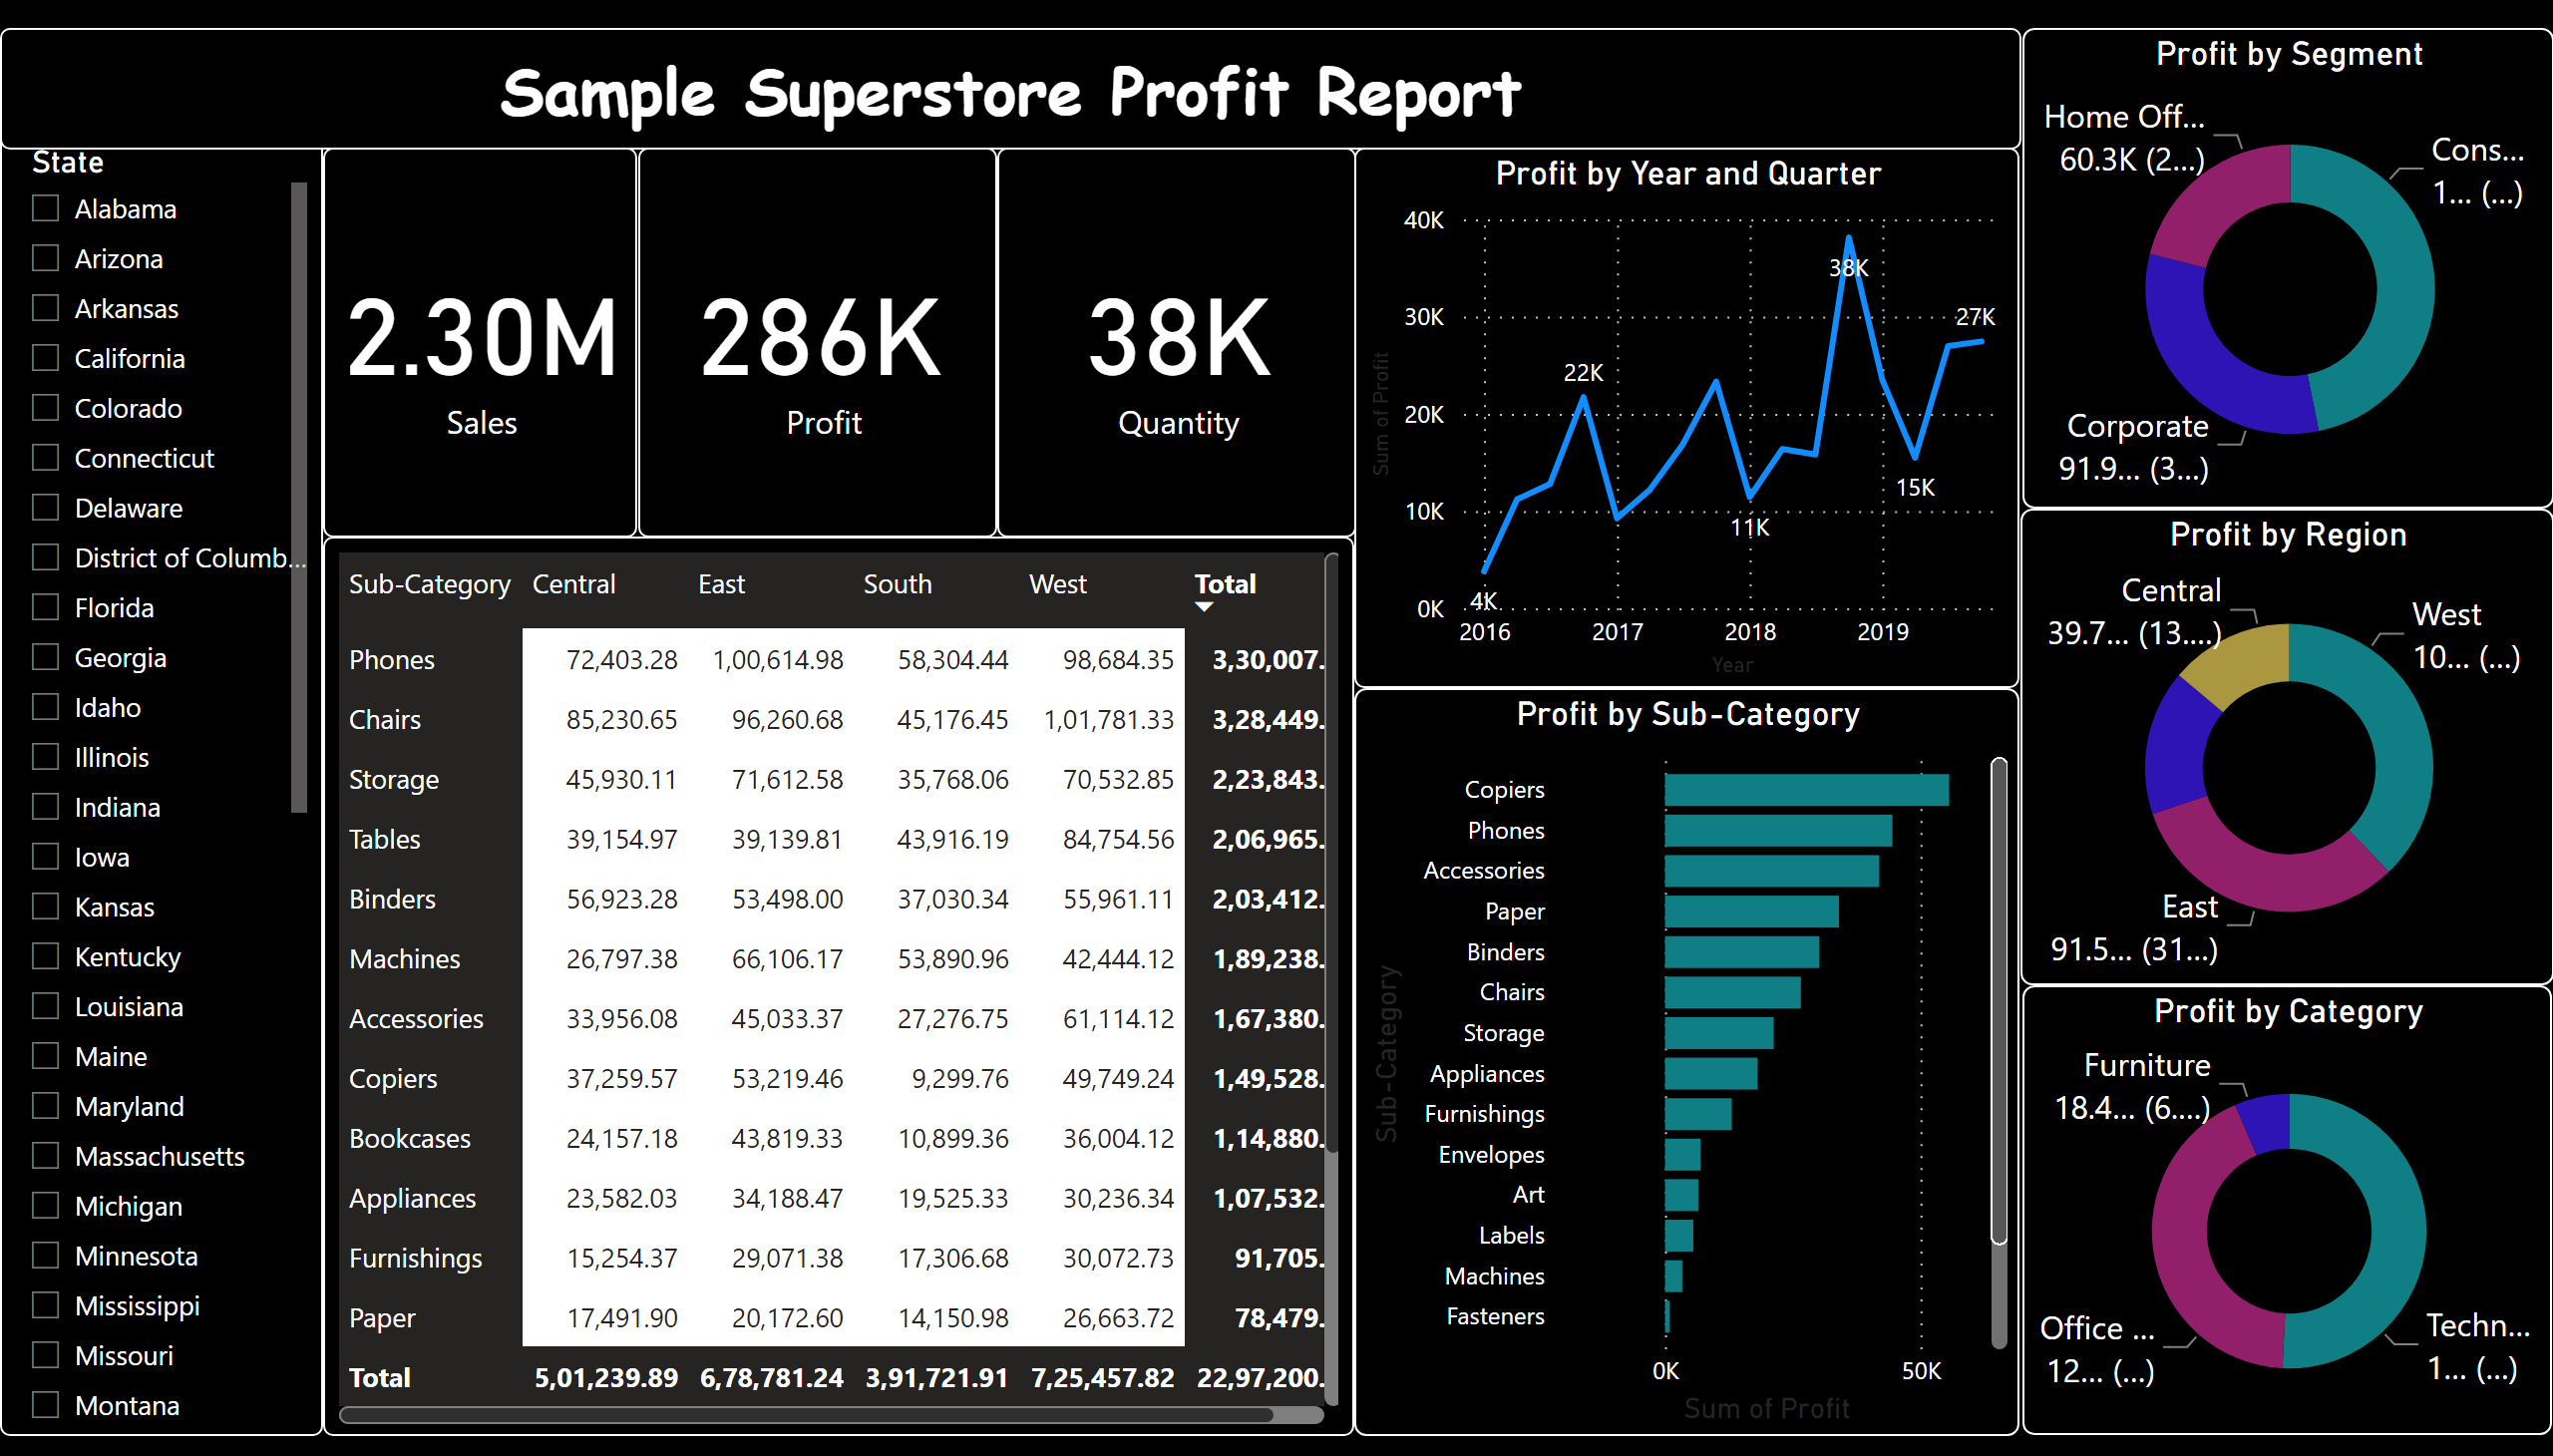 Sample Superstore Profit Report
State
Alabama
Arizona
Arkansas
California
Colorado
Connecticut
Delaware
District of Columb...
Florida
Georgia
Idaho
Illinois
Indiana
Iowa
Kansas
Kentucky
Louisiana
Maine
Maryland
Massachusetts
Michigan
Minnesota
Mississippi
Missouri
Montana
2.30M
Sales
286K
Profit
38K
Quantity
Sub-Category Central East South West Total
Phones 72,403.28 1,00,614.98 58,304.44 98,684.35 3,30,007.
Chairs 85,230.65 96,260.68 45,176.45 1,01,781.33 3,28,449.
Storage 45,930.11 71,612.58 35,768.06 70,532.85 2,23,843.
Tables 39,154.97 39,139.81 43,916.19 84,754.56 2,06,965.
Binders 56,923.28 53,498.00 37,030.34 55,961.11 2,03,412.
Machines 26,797.38 66,106.17 53,890.96 42,444.12 1,89,238.
Accessories 33,956.08 45,033.37 27,276.75 61,114.12 1,67,380.
Copiers 37,259.57 53,219.46 9,299.76 49,749.24 1,49,528.
Bookcases 24,157.18 43,819.33 10,899.36 36,004.12 1,14,880.
Appliances 23,582.03 34,188.47 19,525.33 30,236.34 1,07,532.
Furnishings 15,254.37 29,071.38 17,306.68 30,072.73 91,705.
Paper 17,491.90 20,172.60 14,150.98 26,663.72 78,479.
Total 5,01,239.89 6,78,781.24 3,91,721.91 7,25,457.82 22,97,200.
Profit by Year and Quarter
Sum of Profit
40K
30K
20K
10K
0K
38K
27K
22K
15K
11K
4K
2016 2017 2018 2019
Year
Profit by Sub-Category
Sub-Category
Copiers
Phones
Accessories
Paper
Binders
Chairs
Storage
Appliances
Furnishings
Envelopes
Art
Labels
Machines
Fasteners
0K 50K
Sum of Profit
Profit by Segment
Home Off...
60.3K (2...)
Cons...
1... (...)
Corporate
91.9... (3...)
Profit by Region
Central
39.7... (13....)
West
10... (...)
East
91.5... (31...)
Profit by Category
Furniture
18.4... (6....)
Office ...
12... (...)
Techn...
1... (...)